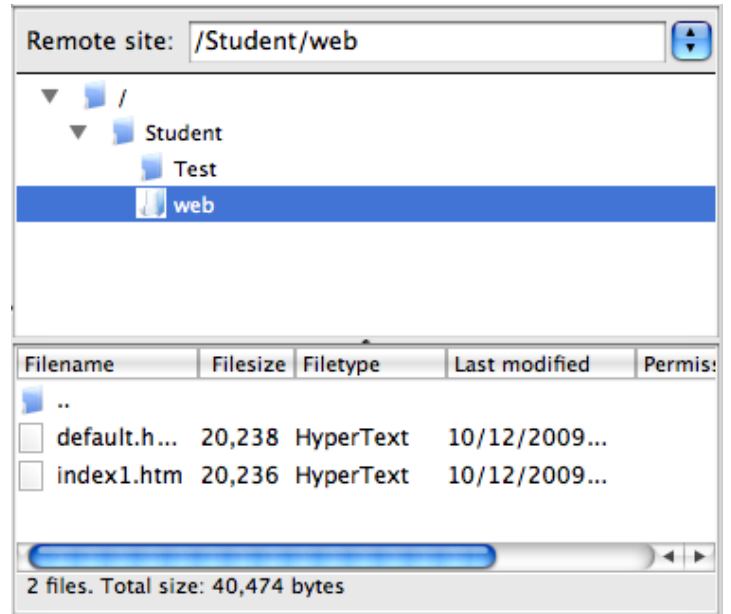 Remote site: /Student/web
/
Student
Test
web
Filename Filesize Filetype Last modified Permis
..
default.h... 20,238 HyperText 10/12/2009...
index1.htm 20,236 HyperText 10/12/2009...
2 files. Total size: 40,474 bytes